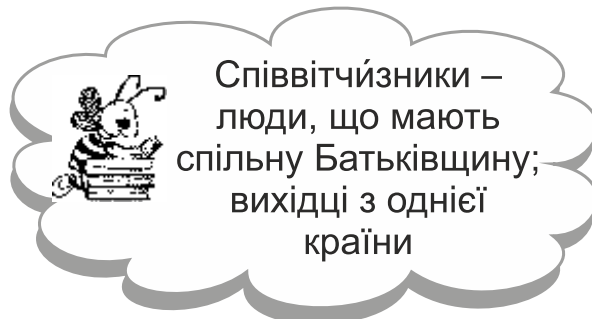 Співвітчи́зники –
люди, що мають
спільну Батьківщину;
вихідці з однієї
країни